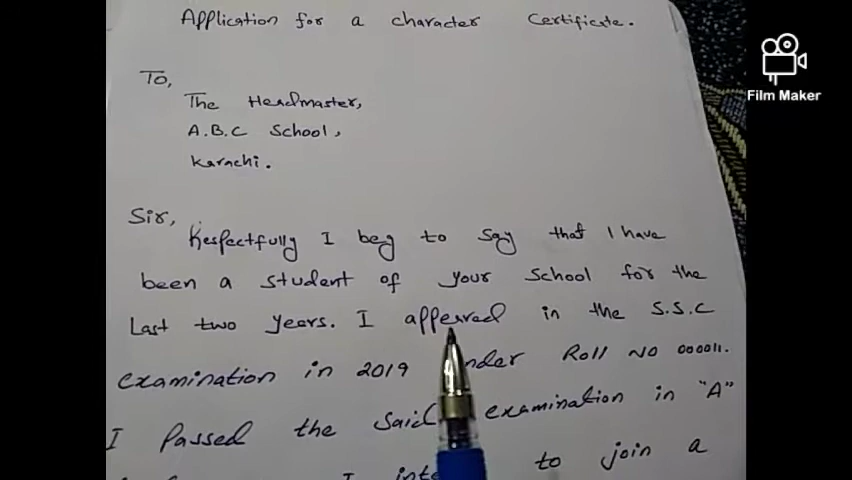 Application for a character Certificate.
Film Maker
To,
The Headmaster,
A.B.C School,
Karachi.
Sir,
Respectfully I beg to say that I have
been a student of your School for the
Last two years. I apperred in the S.S.C
examination in 2019 under Roll No 000011.
I Passed the said examination in "A"
I to join a